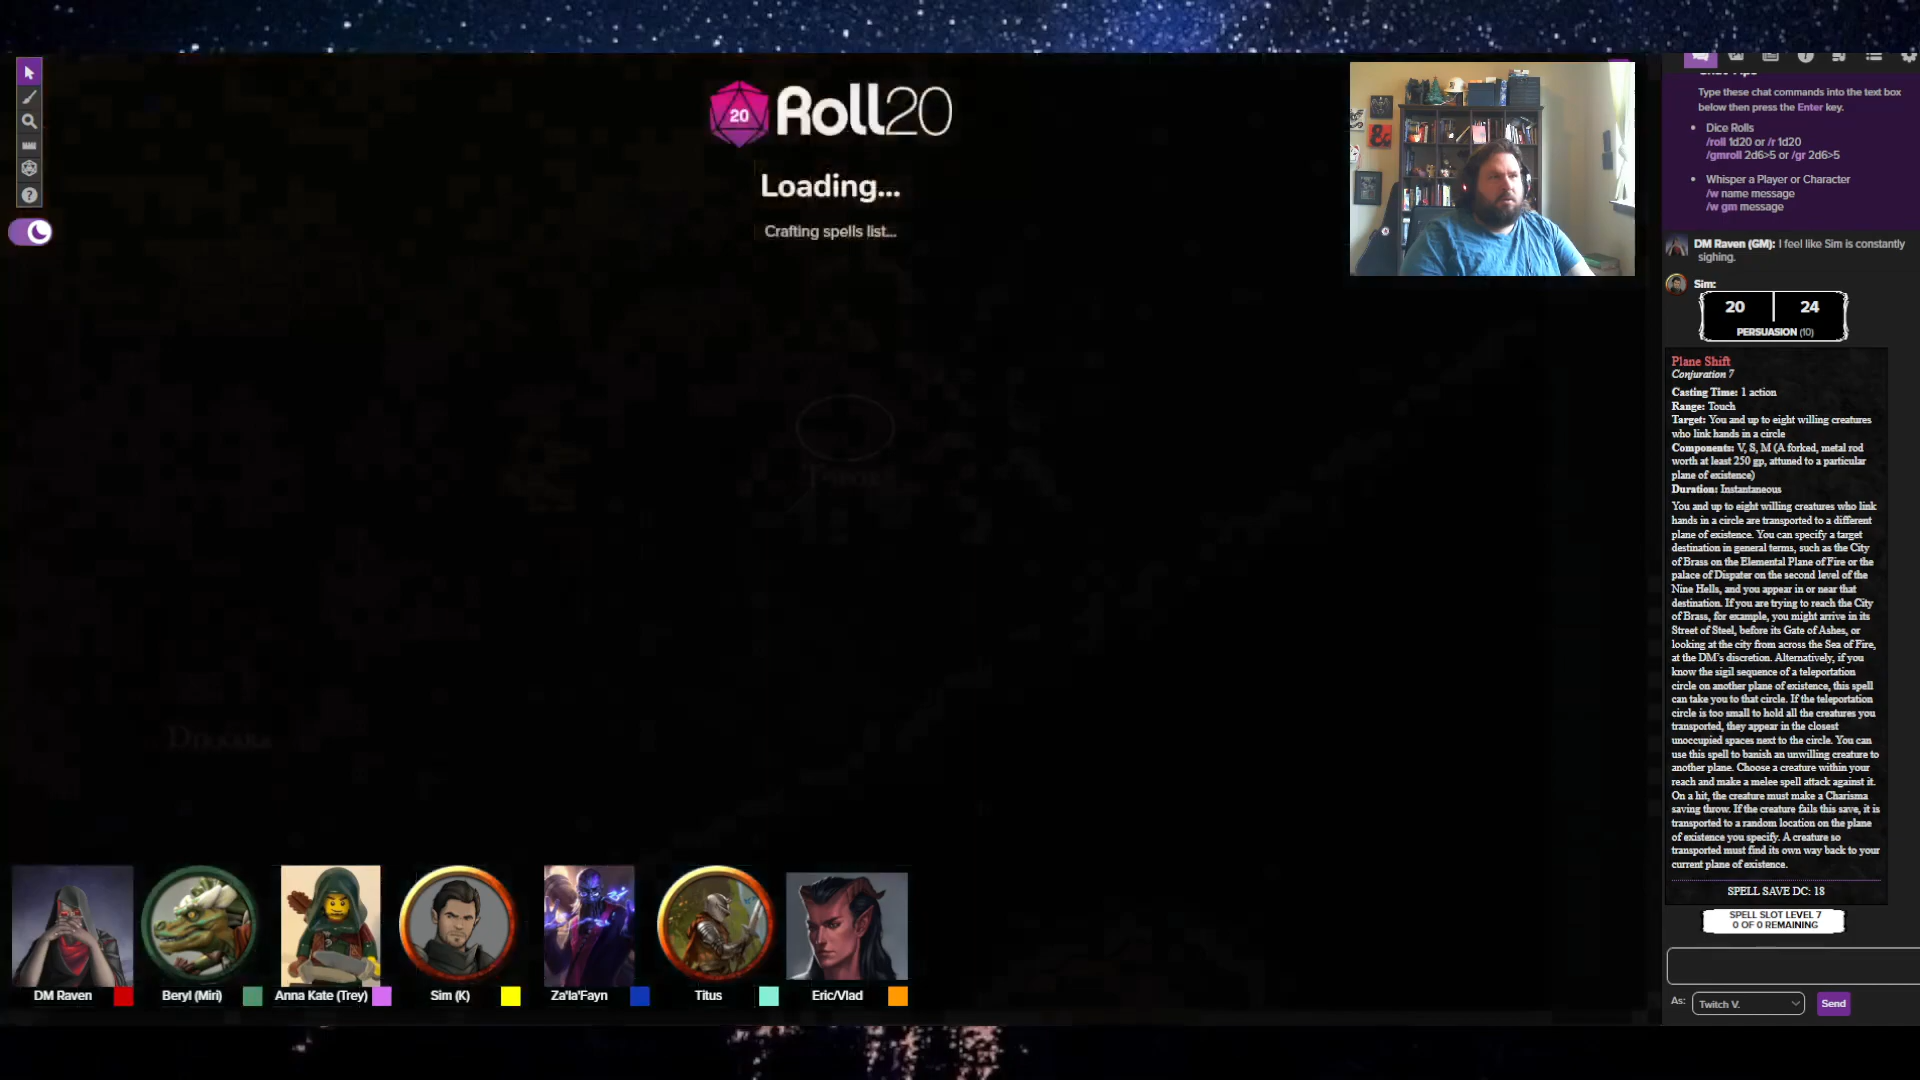 20
Roll20
Loading...
Crafting spells list...
Type these chat commands into the text box
below then press the Enter key.
Dice Rolls
/roll 1d20 or /r 1d20
/gmroll 2d6>5 or /gr 2d6>5
Whisper a Player or Character
/w name message
/w gm message
DM Raven (GM): I feel like Sim is constantly
sighing.
Sim:
20 24
PERSUASION (10)
Plane Shift
Conjuration 7
Casting Time: 1 action
Range: Touch
Target: You and up to eight willing creatures
who link hands in a circle
Components: V, S, M (A forked, metal rod
worth at least 250 gp, attuned to a particular
plane of existence)
Duration: Instantaneous
You and up to eight willing creatures who link
hands in a circle are transported to a different
plane of existence. You can specify a target
destination in general terms, such as the City
of Brass on the Elemental Plane of Fire or the
palace of Dispater on the second level of the
Nine Hells, and you appear in or near that
destination. If you are trying to reach the City
of Brass, for example, you might arrive in its
Street of Steel, before its Gate of Ashes, or
looking at the city from across the Sea of Fire,
at the DM's discretion. Alternatively, if you
know the sigil sequence of a teleportation
circle on another plane of existence, this spell
can take you to that circle. If the teleportation
circle is too small to hold all the creatures you
transported, they appear in the closest
unoccupied spaces next to the circle. You can
use this spell to banish an unwilling creature to
another plane. Choose a creature within your
reach and make a melee spell attack against it.
On a hit, the creature must make a Charisma
saving throw. If the creature fails this save, it is
transported to a random location on the plane
of existence you specify. A creature so
transported must find its own way back to your
current plane of existence.
SPELL SAVE DC: 18
SPELL SLOT LEVEL 7
0 OF 0 REMAINING
As: Twitch V. Send
DM Raven
Beryl (Miri)
Anna Kate (Trey)
Sim (K)
Za'la'Fayn
Titus
Eric/Vlad